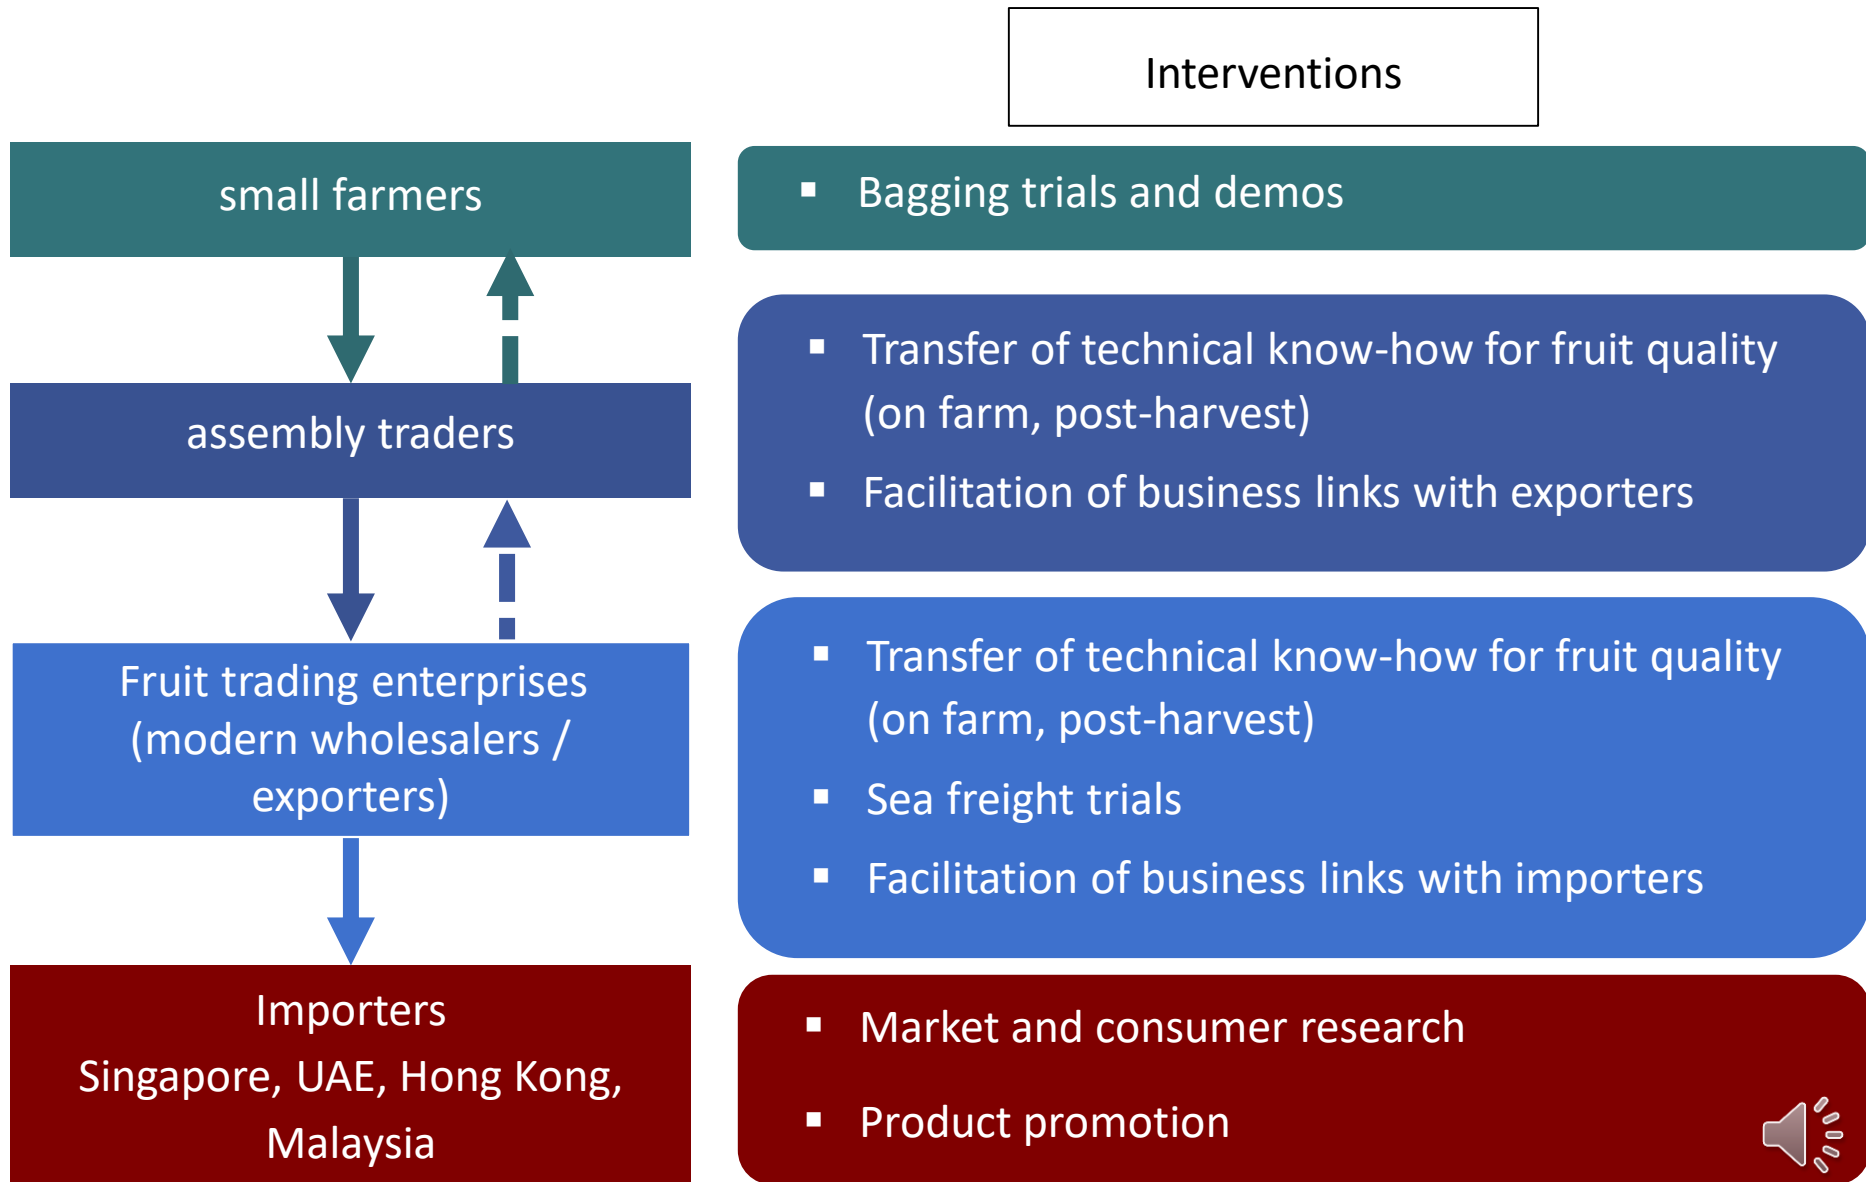 Interventions
small farmers
▪ Bagging trials and demos
assembly traders
▪ Transfer of technical know-how for fruit quality
(on farm, post-harvest)
▪ Facilitation of business links with exporters
Fruit trading enterprises
(modern wholesalers /
exporters)
▪ Transfer of technical know-how for fruit quality
(on farm, post-harvest)
▪ Sea freight trials
▪ Facilitation of business links with importers
Importers
Singapore, UAE, Hong Kong,
Malaysia
▪ Market and consumer research
▪ Product promotion